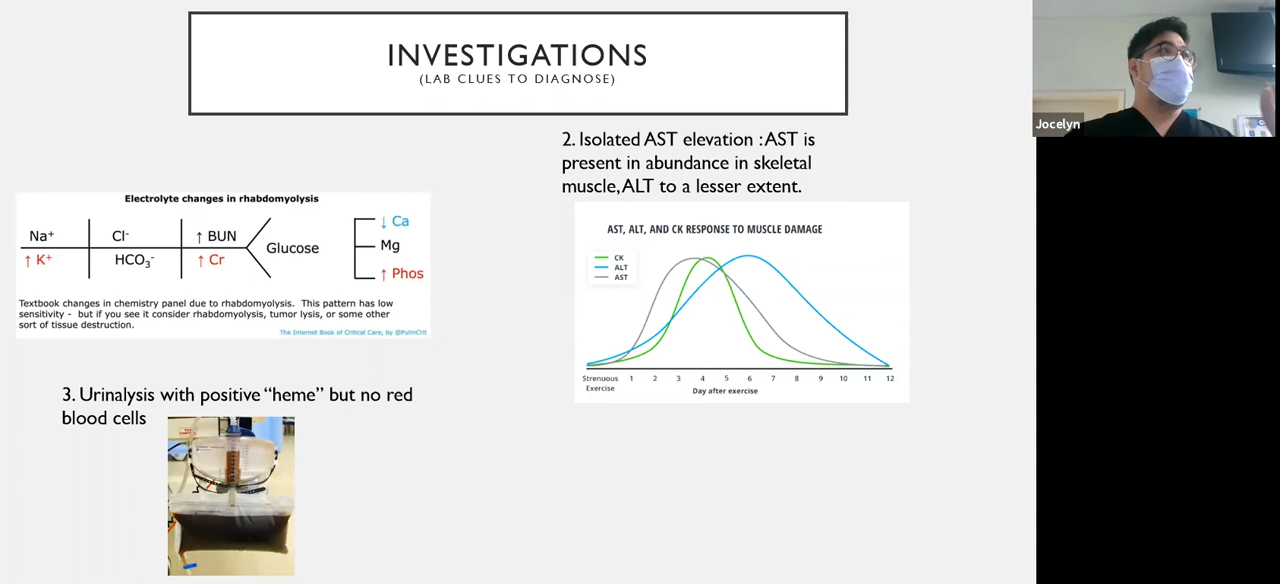 INVESTIGATIONS
(LAB CLUES TO DIAGNOSE)
Jocelyn
2. Isolated AST elevation : AST is
present in abundance in skeletal
muscle, ALT to a lesser extent.
Electrolyte changes in rhabdomyolysis
Na⁺ Cl⁻ ↑ BUN
↑ K⁺ HCO₃⁻ ↑ Cr
Glucose
↓ Ca
Mg
↑ Phos
Textbook changes in chemistry panel due to rhabdomyolysis. This pattern has low
sensitivity - but if you see it consider rhabdomyolysis, tumor lysis, or some other
sort of tissue destruction.
The Internet Book of Critical Care, by @PulmCrit
AST, ALT, AND CK RESPONSE TO MUSCLE DAMAGE
CK
ALT
AST
Strenuous Exercise 1 2 3 4 5 6 7 8 9 10 11 12
Day after exercise
3. Urinalysis with positive “heme” but no red
blood cells